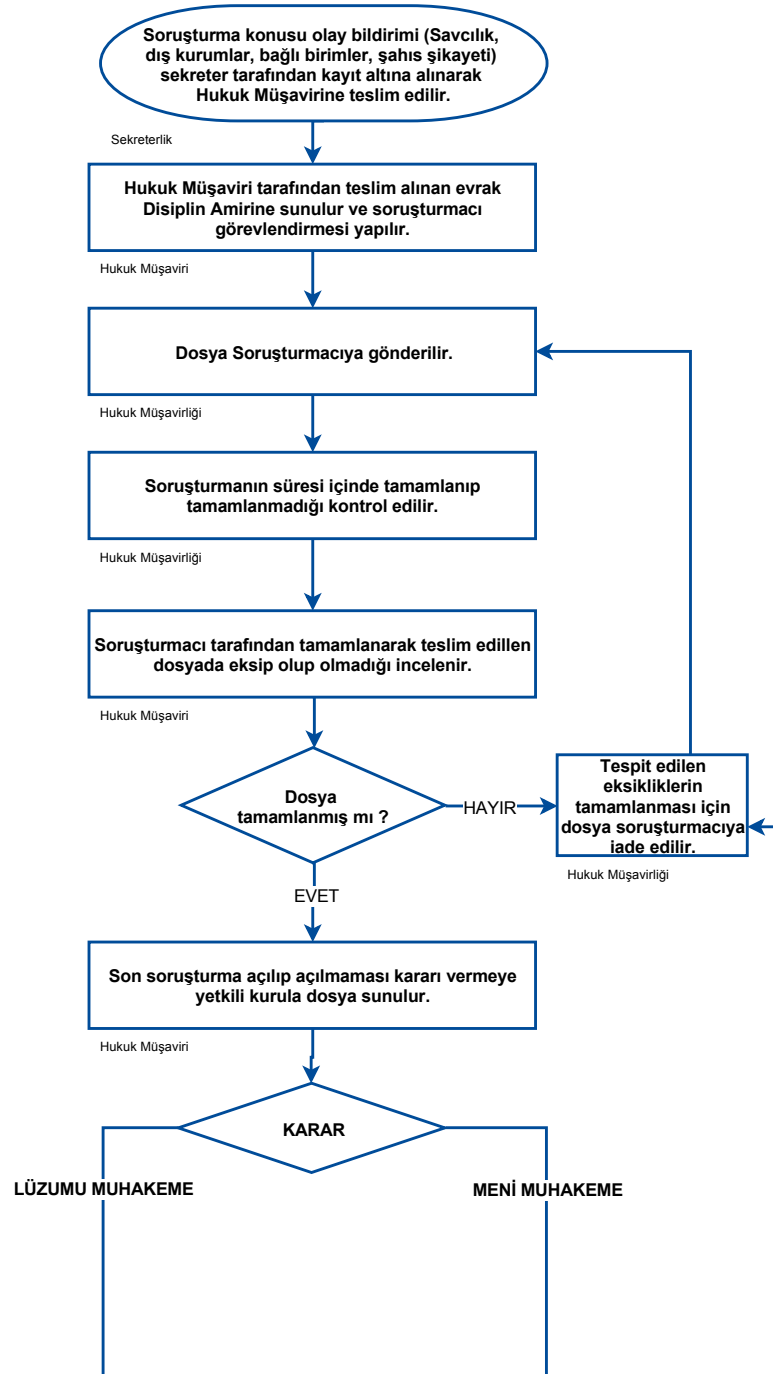 Soruşturma konusu olay bildirimi (Savcılık,
dış kurumlar, bağlı birimler, şahıs şikayeti)
sekreter tarafından kayıt altına alınarak
Hukuk Müşavirine teslim edilir.
Sekreterlik
Hukuk Müşaviri tarafından teslim alınan evrak
Disiplin Amirine sunulur ve soruşturmacı
görevlendirmesi yapılır.
Hukuk Müşaviri
Dosya Soruşturmacıya gönderilir.
Hukuk Müşavirliği
Soruşturmanın süresi içinde tamamlanıp
tamamlanmadığı kontrol edilir.
Hukuk Müşavirliği
Soruşturmacı tarafından tamamlanarak teslim edillen
dosyada eksip olup olmadığı incelenir.
Hukuk Müşaviri
Dosya
tamamlanmış mı ?
HAYIR
Tespit edilen
eksikliklerin
tamamlanması için
dosya soruşturmacıya
iade edilir.
Hukuk Müşavirliği
EVET
Son soruşturma açılıp açılmaması kararı vermeye
yetkili kurula dosya sunulur.
Hukuk Müşaviri
KARAR
LÜZUMU MUHAKEME
MENİ MUHAKEME